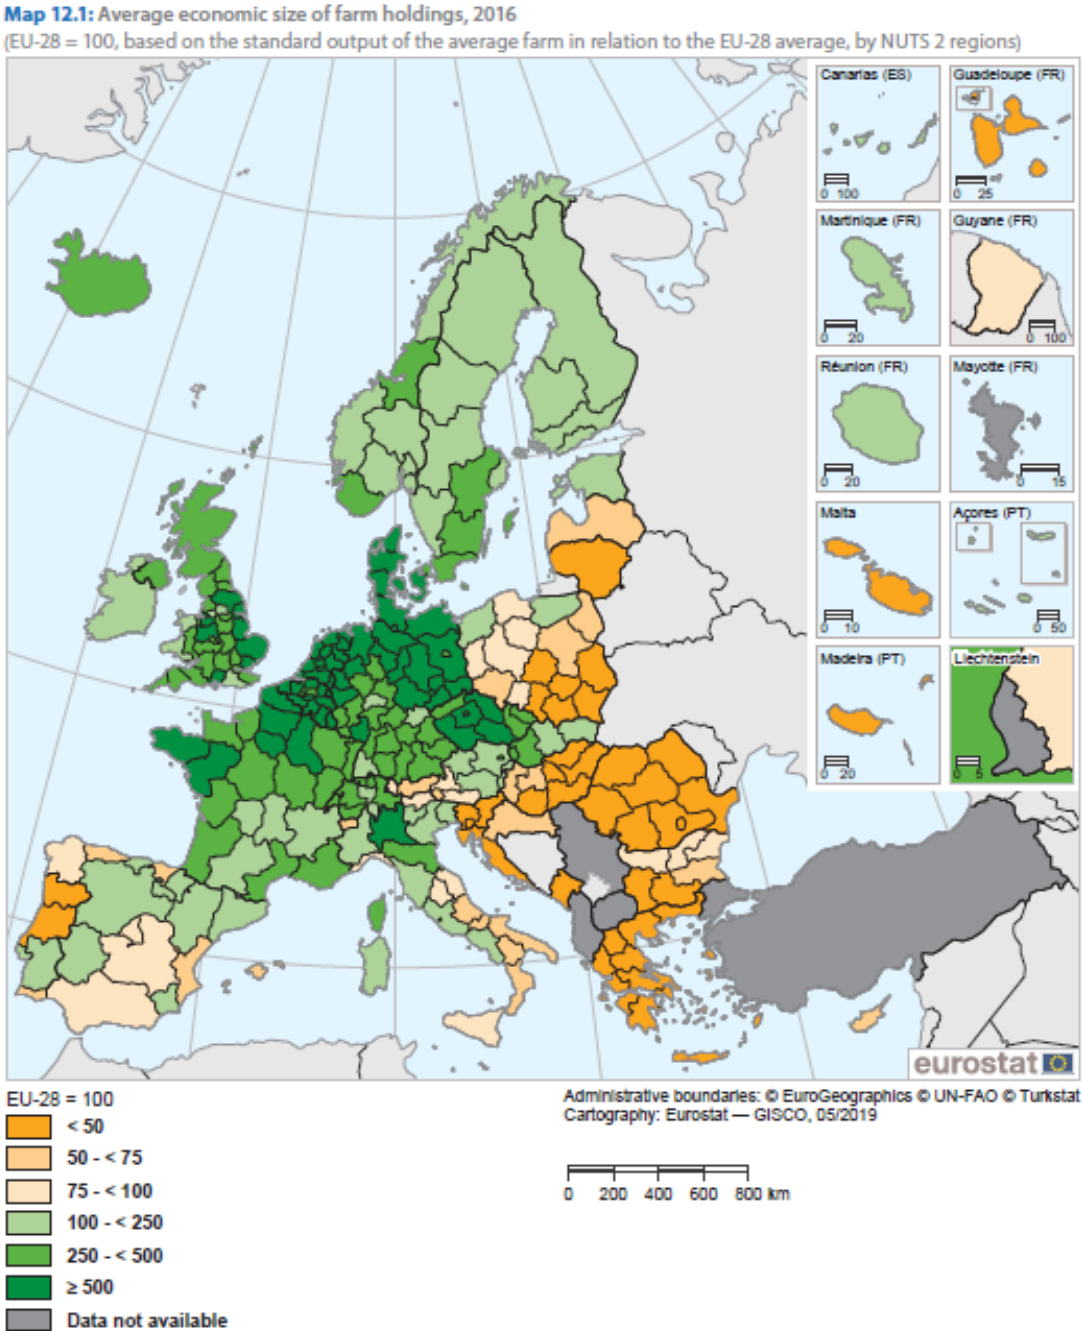 Map 12.1: Average economic size of farm holdings, 2016
(EU-28 = 100, based on the standard output of the average farm in relation to the EU-28 average, by NUTS 2 regions)
Canarias (ES)
0 100
Guadeloupe (FR)
0 25
Martinique (FR)
0 20
Guyane (FR)
0 100
Réunion (FR)
0 20
Mayotte (FR)
0 15
Malta
0 10
Açores (PT)
0 50
Madeira (PT)
0 20
Liechtenstein
0 5
eurostat
EU-28 = 100
< 50
50 - < 75
75 - < 100
100 - < 250
250 - < 500
≥ 500
Data not available
Administrative boundaries: © EuroGeographics © UN-FAO © Turkstat
Cartography: Eurostat — GISCO, 05/2019
0 200 400 600 800 km